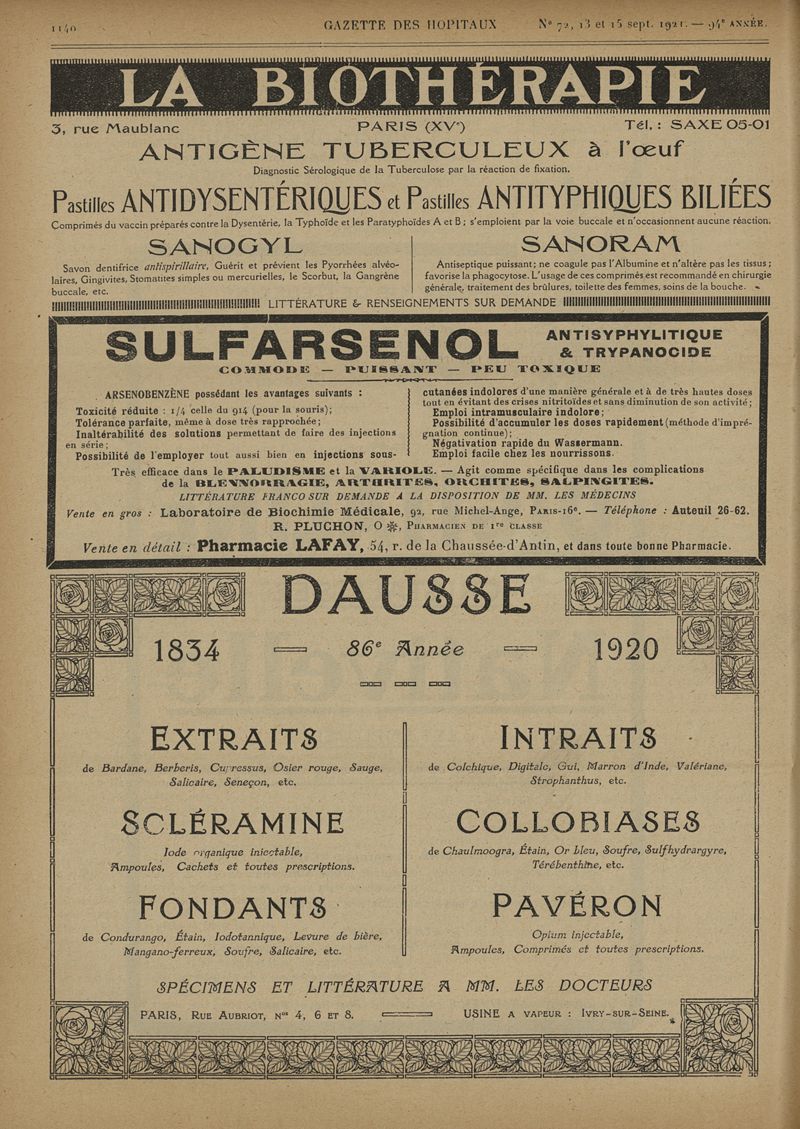 1140 GAZETTE DES HOPITAUX Nº 72, 13 et 15 sept. 1921. — 94e ANNÉE.
LA BIOTHÉRAPIE
3, rue Maublanc PARIS (XVe) Tél. : SAXE 05-01
ANTIGÈNE TUBERCULEUX à l'œuf
Diagnostic Sérologique de la Tuberculose par la réaction de fixation.
Pastilles ANTIDYSENTÉRIQUES et Pastilles ANTITYPHIQUES BILIÉES
Comprimés du vaccin préparés contre la Dysentérie, la Typhoïde et les Paratyphoïdes A et B ; s'emploient par la voie buccale et n'occasionnent aucune réaction.
SANOGYL
Savon dentifrice antispirillaire, Guérit et prévient les Pyorrhées alvéo-
laires, Gingivites, Stomatites simples ou mercurielles, le Scorbut, la Gangrène
buccale, etc.
SANORAM
Antiseptique puissant; ne coagule pas l'Albumine et n'altère pas les tissus ;
favorise la phagocytose. L'usage de ces comprimés est recommandé en chirurgie
générale, traitement des brûlures, toilette des femmes, soins de la bouche.
LITTÉRATURE & RENSEIGNEMENTS SUR DEMANDE
SULFARSENOL ANTISYPHYLITIQUE
& TRYPANOCIDE
COMMODE — PUISSANT — PEU TOXIQUE
ARSENOBENZÈNE possédant les avantages suivants :
Toxicité réduite : 1/4 celle du 914 (pour la souris);
Tolérance parfaite, même à dose très rapprochée;
Inaltérabilité des solutions permettant de faire des injections
en série;
Possibilité de l'employer tout aussi bien en injections sous-
cutanées indolores d'une manière générale et à de très hautes doses
tout en évitant des crises nitritoïdes et sans diminution de son activité;
Emploi intramusculaire indolore;
Possibilité d'accumuler les doses rapidement (méthode d'impré-
gnation continue);
Négativation rapide du Wassermann.
Emploi facile chez les nourrissons.
Très efficace dans le PALUDISME et la VARIOLE. — Agit comme spécifique dans les complications
de la BLENNORRAGIE, ARTHRITES, ORCHITES, SALPINGITES.
LITTÉRATURE FRANCO SUR DEMANDE A LA DISPOSITION DE MM. LES MÉDECINS
Vente en gros : Laboratoire de Biochimie Médicale, 92, rue Michel-Ange, PARIS-16e. — Téléphone : Auteuil 26-62.
R. PLUCHON, O ✻, PHARMACIEN DE 1re CLASSE
Vente en détail : Pharmacie LAFAY, 54, r. de la Chaussée-d'Antin, et dans toute bonne Pharmacie.
DAUSSE
1834 — 86e Année — 1920
EXTRAITS
de Bardane, Berberis, Cupressus, Osier rouge, Sauge,
Salicaire, Seneçon, etc.
INTRAITS
de Colchique, Digitale, Gui, Marron d'Inde, Valériane,
Strophanthus, etc.
SCLÉRAMINE
Iode organique injectable,
Ampoules, Cachets et toutes prescriptions.
COLLOBIASES
de Chaulmoogra, Étain, Or bleu, Soufre, Sulfhydrargyre,
Térébenthine, etc.
FONDANTS
de Condurango, Étain, Iodotannique, Levure de bière,
Mangano-ferreux, Soufre, Salicaire, etc.
PAVÉRON
Opium injectable,
Ampoules, Comprimés et toutes prescriptions.
SPÉCIMENS ET LITTÉRATURE A MM. LES DOCTEURS
PARIS, RUE AUBRIOT, Nos 4, 6 ET 8. USINE A VAPEUR : IVRY-SUR-SEINE.